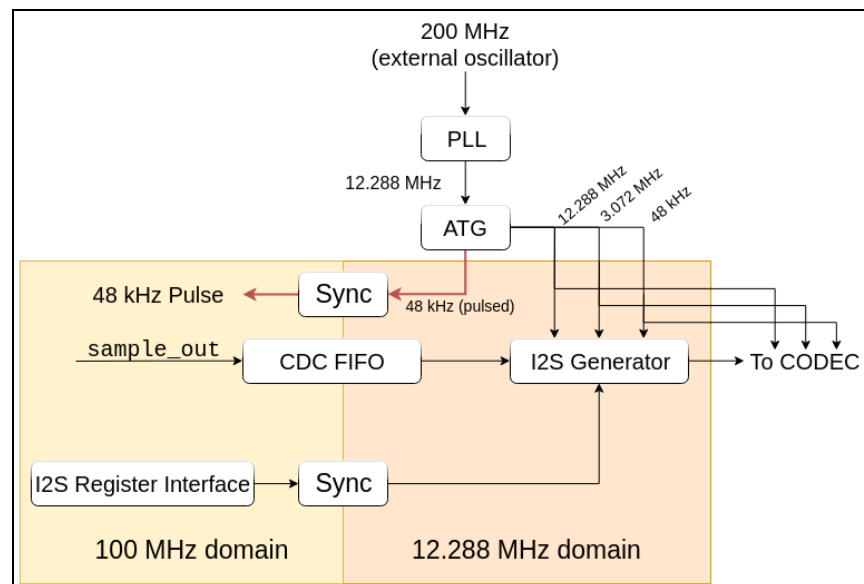 200 MHz
(external oscillator)
PLL
12.288 MHz
ATG
12.288 MHz
3.072 MHz
48 kHz
48 kHz Pulse
Sync
48 kHz (pulsed)
sample_out
CDC FIFO
I2S Generator
To CODEC
I2S Register Interface
Sync
100 MHz domain
12.288 MHz domain